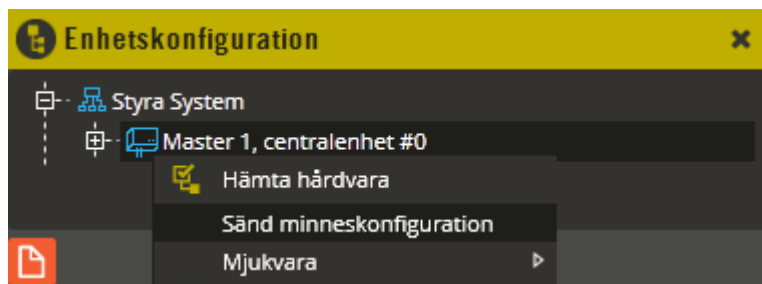 Enhetskonfiguration
Styra System
Master 1, centralenhet #0
Hämta hårdvara
Sänd minneskonfiguration
Mjukvara